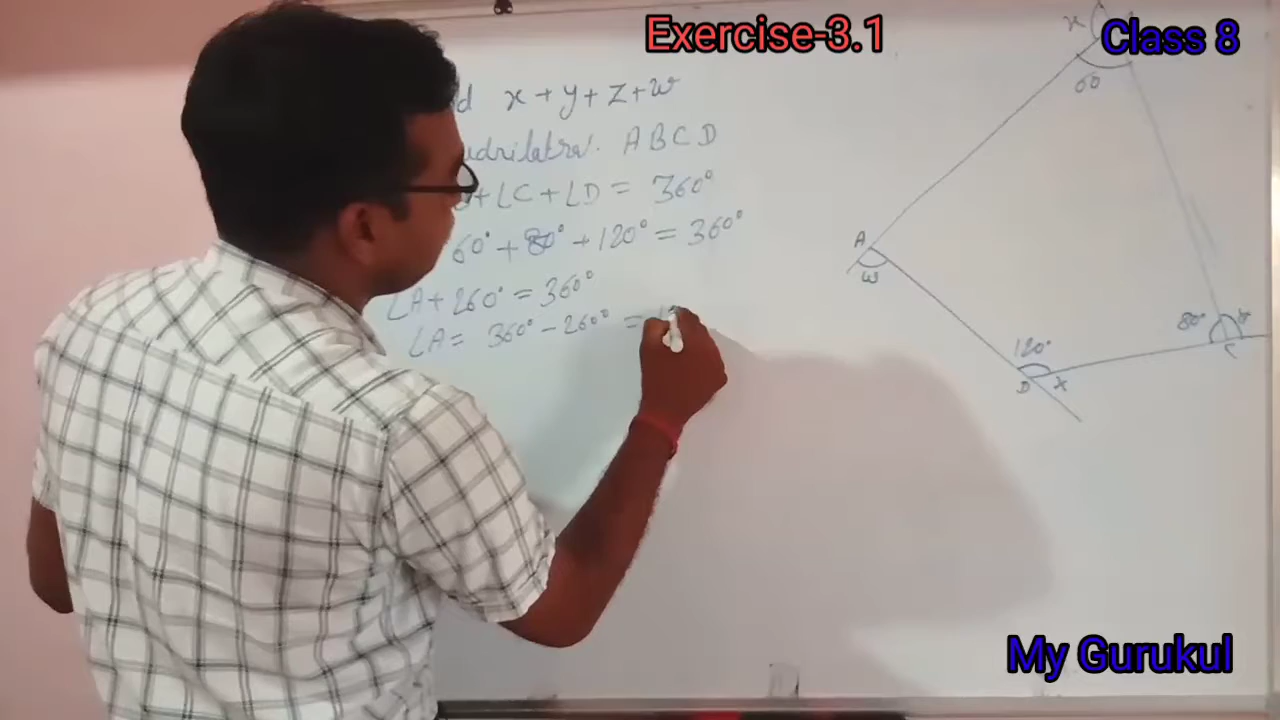 Exercise-3.1
Class 8
d x + y + z + w
udrilatral. A B C D
+ ∠C + ∠D = 360°
60° + 80° + 120° = 360°
∠A + 260° = 360°
∠A = 360° - 260° =
x
60
A
w
120°
D
x
80°
C
My Gurukul